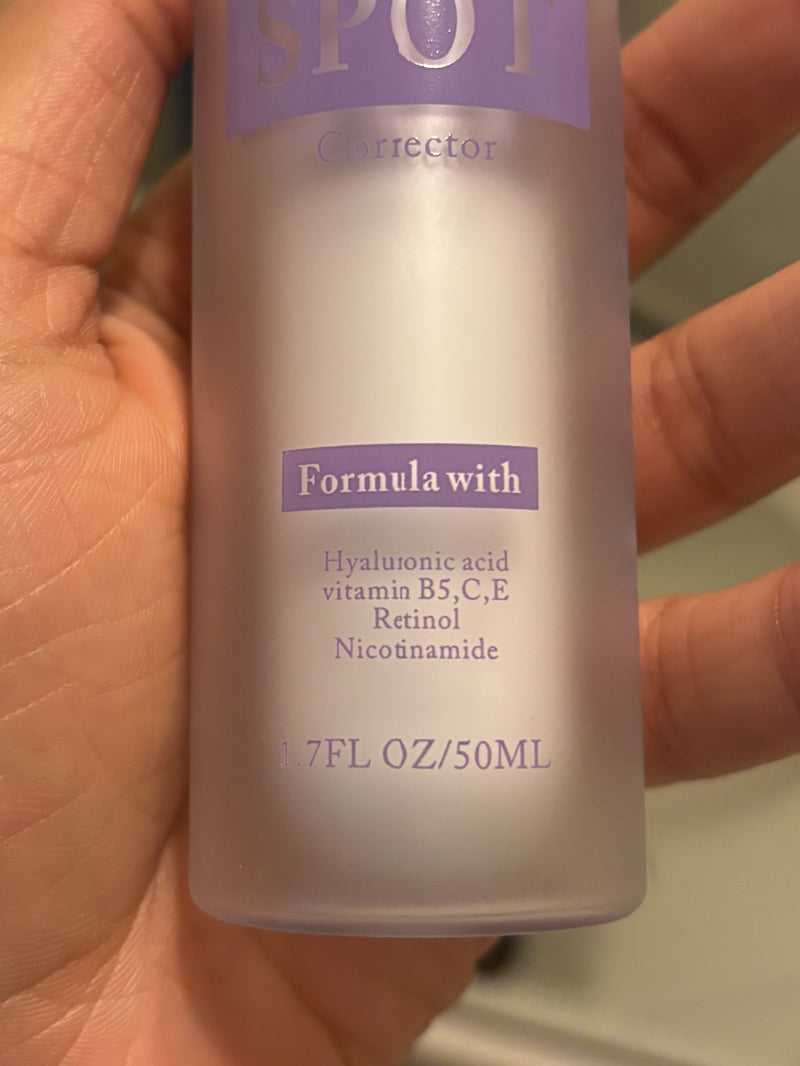 SPOT
Corrector
Formula with
Hyaluronic acid
vitamin B5,C,E
Retinol
Nicotinamide
1.7FL OZ/50ML